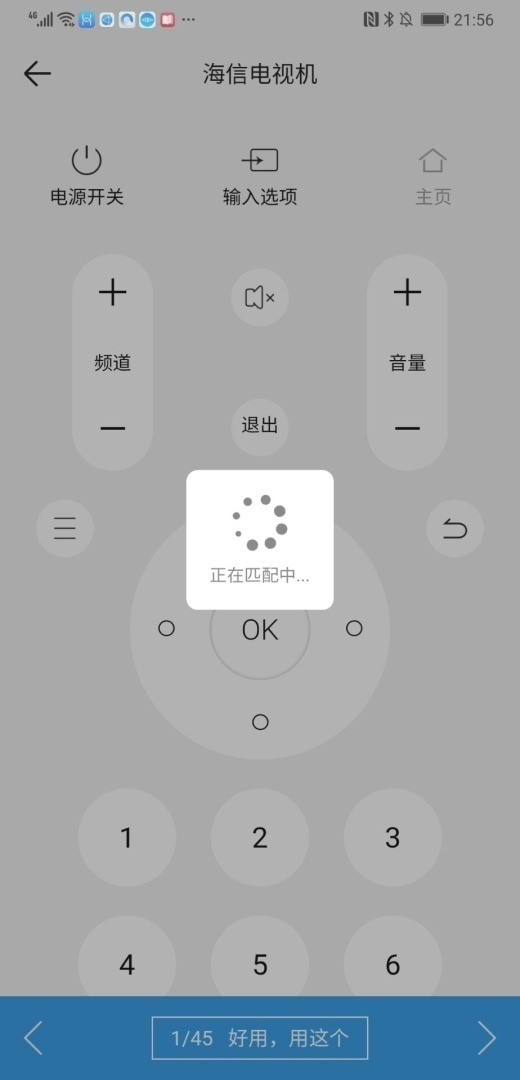 4G 21:56
海信电视机
电源开关 输入选项 主页
频道 音量
退出
正在匹配中...
OK
1 2 3
4 5 6
1/45 好用，用这个